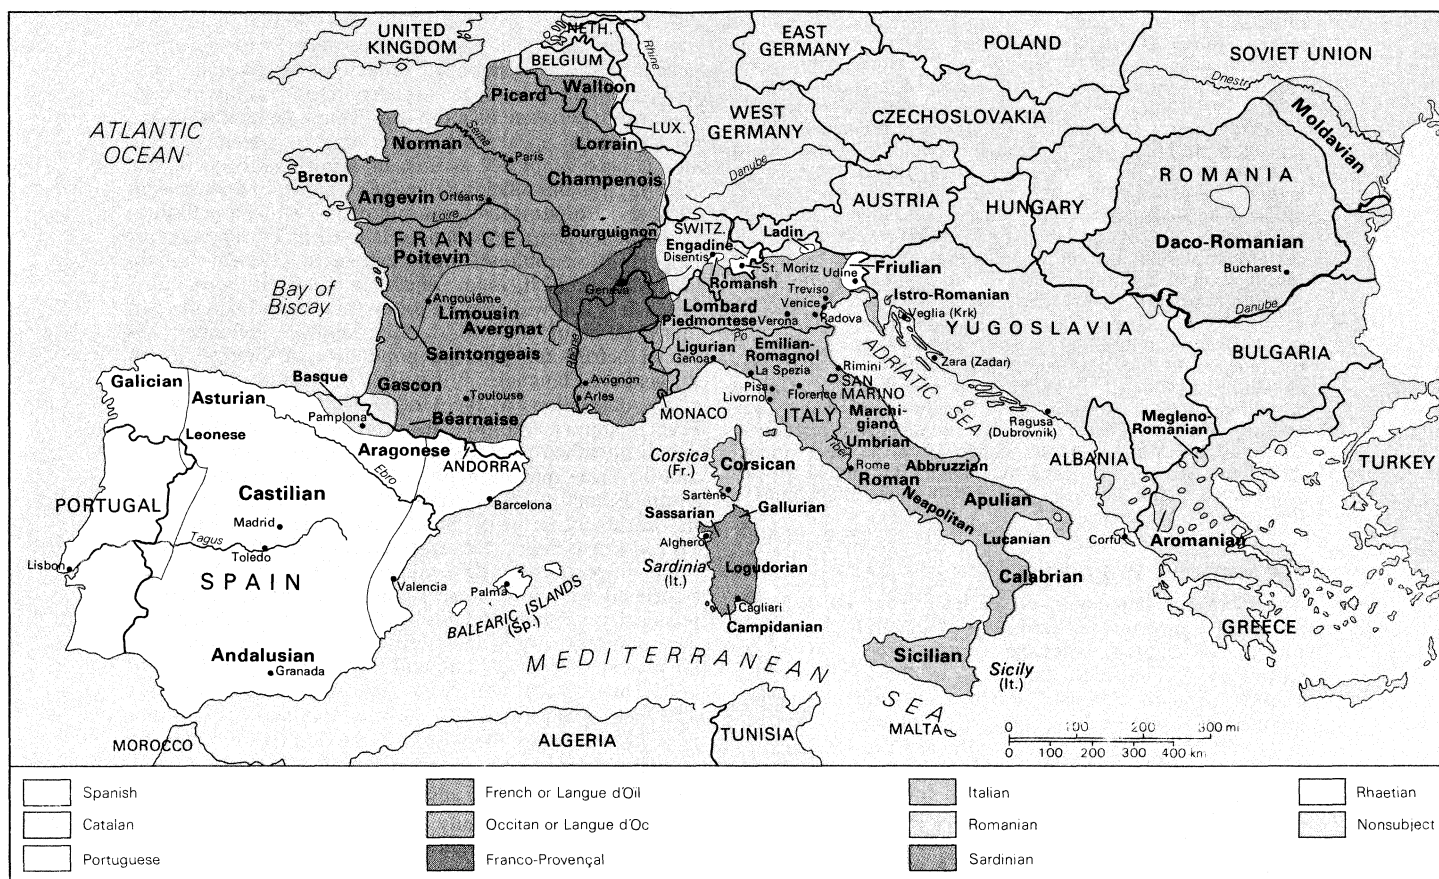 UNITED
KINGDOM
NETH.
BELGIUM
Rhine
EAST
GERMANY
POLAND
SOVIET UNION
Dnestr
ATLANTIC
OCEAN
Picard
Walloon
LUX.
WEST
GERMANY
CZECHOSLOVAKIA
Moldavian
Norman
Seine
Paris
Lorrain
Champenois
Danube
ROMANIA
Breton
Angevin
Orléans
Loire
AUSTRIA
HUNGARY
FRANCE
Poitevin
Bourguignon
SWITZ.
Engadine
Disentis
Ladin
Daco-Romanian
Bucharest
Bay of
Biscay
Geneva
St. Moritz
Romansh
Udine
Friulian
Angoulême
Limousin
Avergnat
Saintongeais
Lombard
Piedmontese
Treviso
Venice
Verona
Padova
Istro-Romanian
Veglia (Krk)
YUGOSLAVIA
Danube
BULGARIA
Rhône
Po
Ligurian
Genoa
Emilian-
Romagnol
La Spezia
Rimini
SAN
MARINO
ADRIATIC SEA
Zara (Zadar)
Galician
Asturian
Basque
Gascon
Toulouse
Avignon
Arles
MONACO
Pisa
Livorno
Florence
ITALY
Marchi-
giano
Ragusa
(Dubrovnik)
Megleno-
Romanian
Leonese
Pamplona
Béarnaise
Aragonese
ANDORRA
Ebro
Corsica
(Fr.)
Corsican
Tiber
Umbrian
Rome
Roman
Abbruzzian
ALBANIA
TURKEY
PORTUGAL
Castilian
Madrid
Barcelona
Sartène
Sassarian
Gallurian
Neapolitan
Apulian
Lucanian
Corfu
Aromanian
Tagus
Toledo
Lisbon
SPAIN
Valencia
Palma
BALEARIC ISLANDS
(Sp.)
Alghero
Sardinia
(It.)
Logudorian
Cagliari
Campidanian
Calabrian
GREECE
Andalusian
Granada
MEDITERRANEAN
SEA
Sicilian
Sicily
(It.)
MOROCCO
ALGERIA
TUNISIA
MALTA
0 100 200 300 mi
0 100 200 300 400 km
Spanish
Catalan
Portuguese
French or Langue d'Oïl
Occitan or Langue d'Oc
Franco-Provençal
Italian
Romanian
Sardinian
Rhaetian
Nonsubject